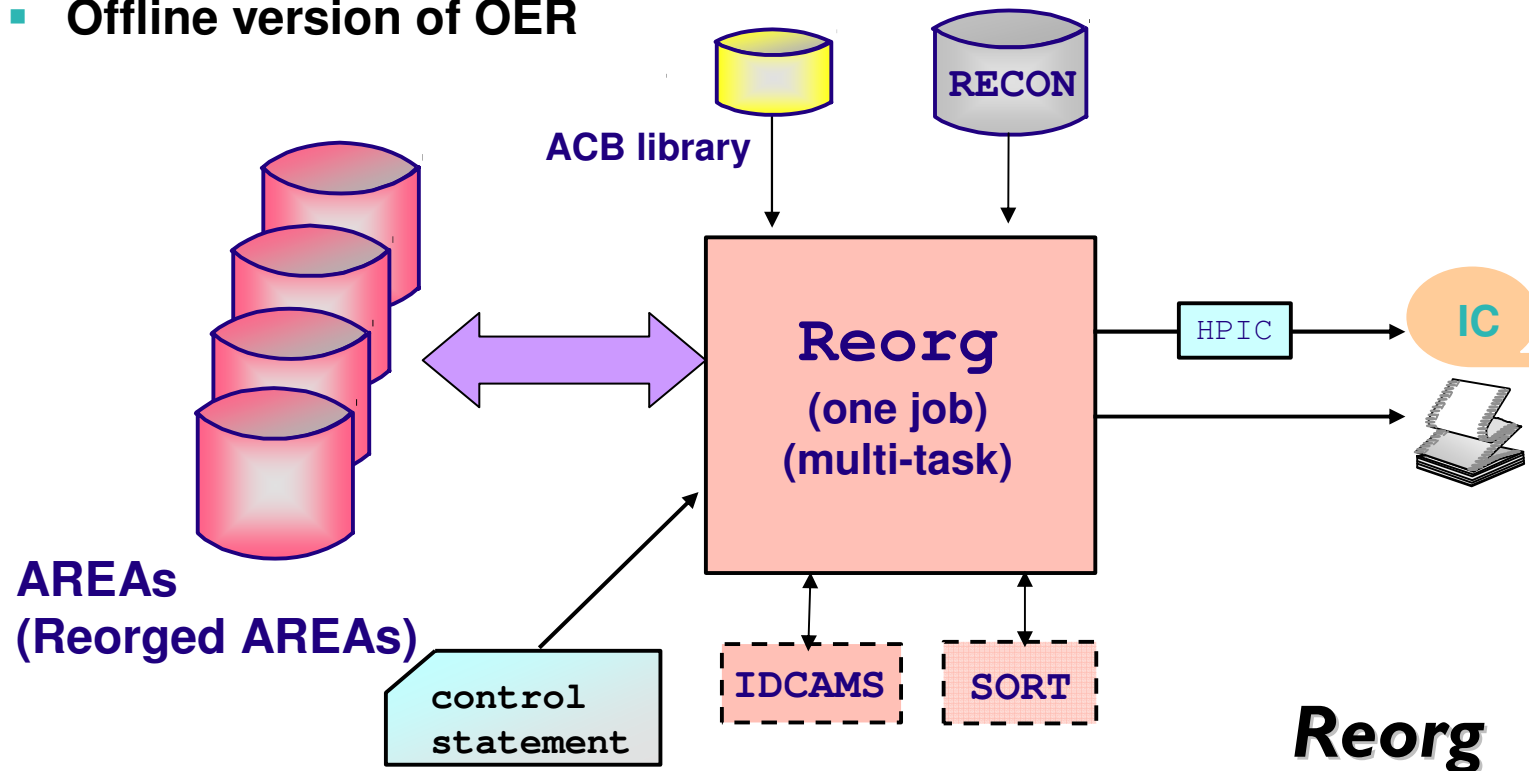 Offline version of OER
RECON
ACB library
Reorg
(one job)
(multi-task)
HPIC
IC
AREAs
(Reorged AREAs)
control
statement
IDCAMS
SORT
Reorg